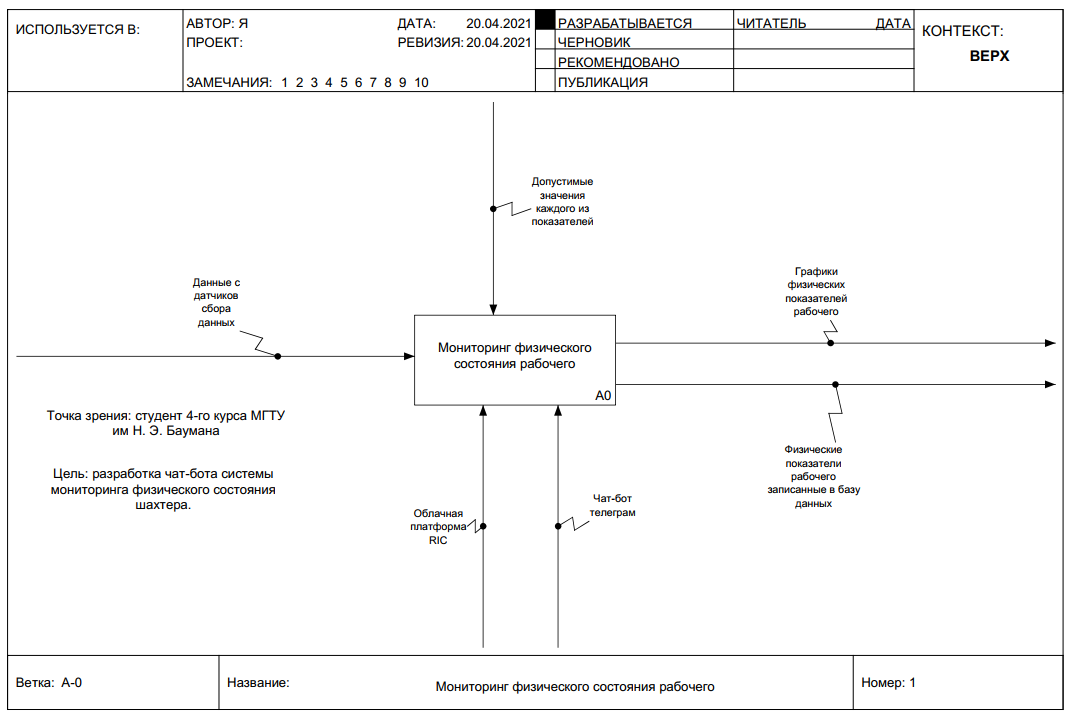 ИСПОЛЬЗУЕТСЯ В:
АВТОР: Я
ДАТА: 20.04.2021
ПРОЕКТ:
РЕВИЗИЯ: 20.04.2021
ЗАМЕЧАНИЯ: 1 2 3 4 5 6 7 8 9 10
РАЗРАБАТЫВАЕТСЯ
ЧЕРНОВИК
РЕКОМЕНДОВАНО
ПУБЛИКАЦИЯ
ЧИТАТЕЛЬ
ДАТА
КОНТЕКСТ:
ВЕРХ
Допустимые
значения
каждого из
показателей
Данные с
датчиков
сбора
данных
Графики
физических
показателей
рабочего
Мониторинг физического
состояния рабочего
A0
Точка зрения: студент 4-го курса МГТУ
им Н. Э. Баумана
Цель: разработка чат-бота системы
мониторинга физического состояния
шахтера.
Физические
показатели
рабочего
записанные в базу
данных
Облачная
платформа
RIC
Чат-бот
телеграм
Ветка: A-0
Название:
Мониторинг физического состояния рабочего
Номер: 1